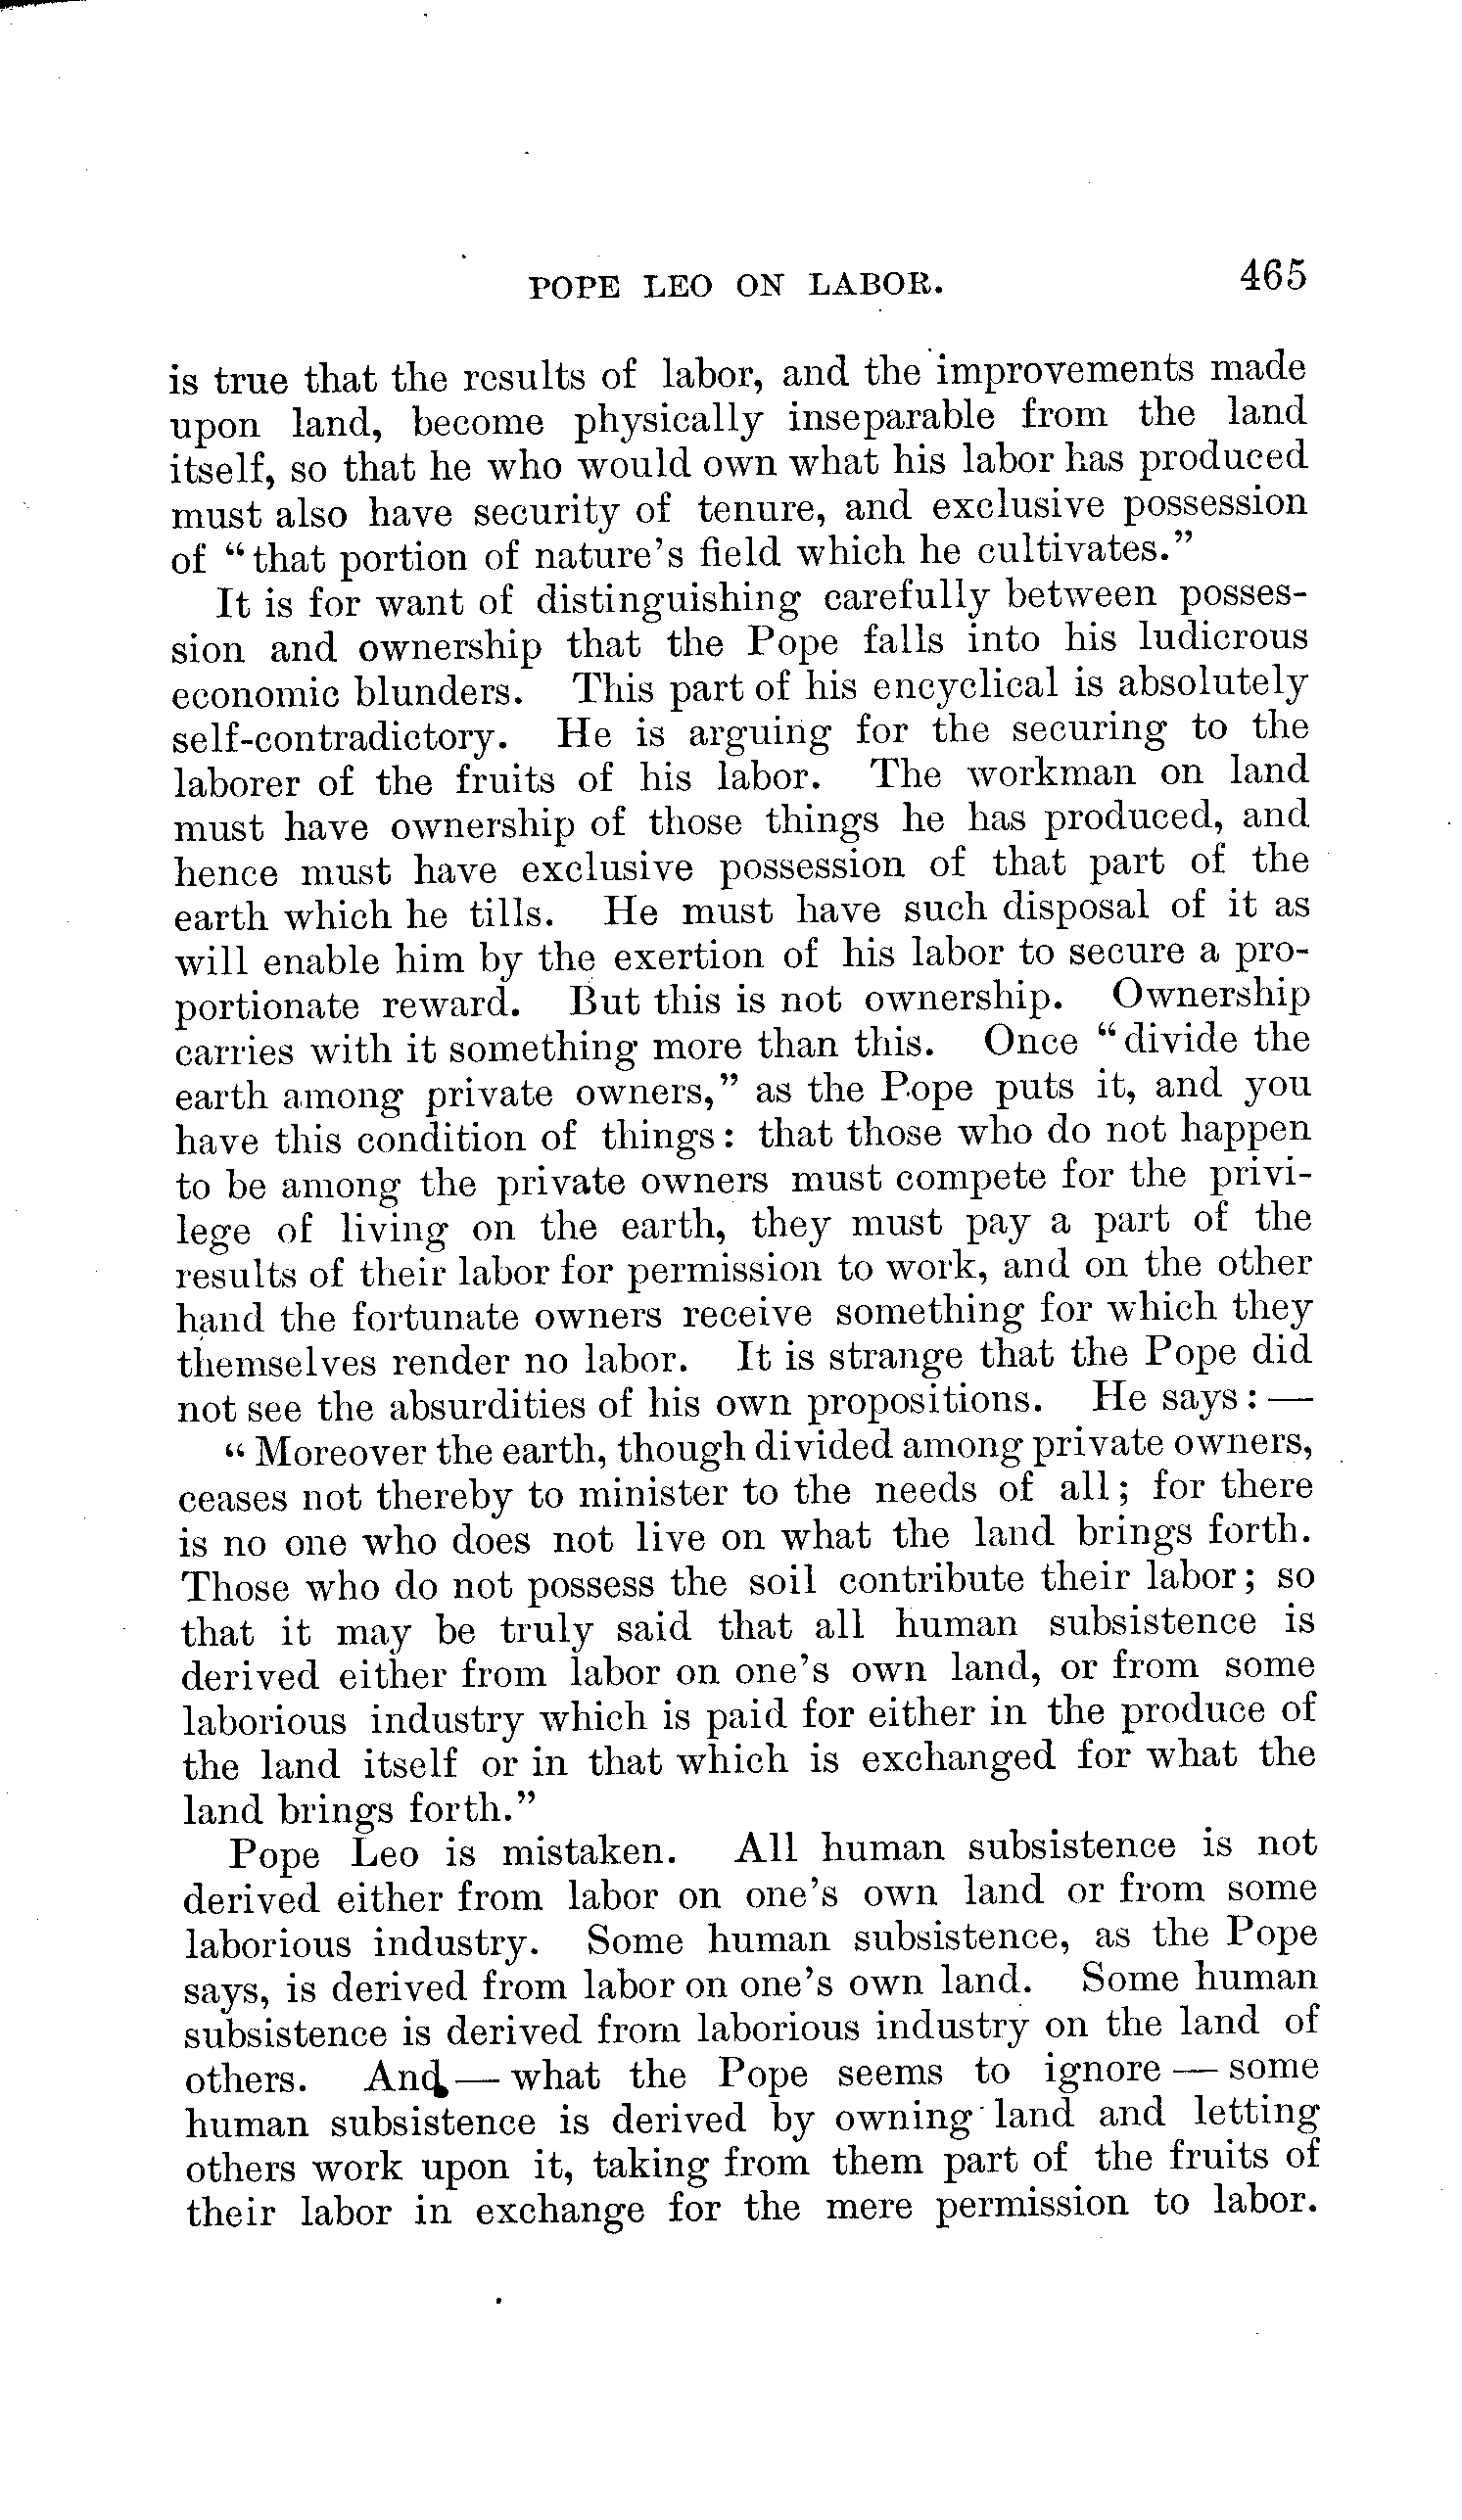 POPE LEO ON LABOR. 465
is true that the results of labor, and the improvements made
upon land, become physically inseparable from the land
itself, so that he who would own what his labor has produced
must also have security of tenure, and exclusive possession
of “that portion of nature’s field which he cultivates.”
It is for want of distinguishing carefully between posses-
sion and ownership that the Pope falls into his ludicrous
economic blunders. This part of his encyclical is absolutely
self-contradictory. He is arguing for the securing to the
laborer of the fruits of his labor. The workman on land
must have ownership of those things he has produced, and
hence must have exclusive possession of that part of the
earth which he tills. He must have such disposal of it as
will enable him by the exertion of his labor to secure a pro-
portionate reward. But this is not ownership. Ownership
carries with it something more than this. Once “divide the
earth among private owners,” as the Pope puts it, and you
have this condition of things: that those who do not happen
to be among the private owners must compete for the privi-
lege of living on the earth, they must pay a part of the
results of their labor for permission to work, and on the other
hand the fortunate owners receive something for which they
themselves render no labor. It is strange that the Pope did
not see the absurdities of his own propositions. He says: —
“Moreover the earth, though divided among private owners,
ceases not thereby to minister to the needs of all; for there
is no one who does not live on what the land brings forth.
Those who do not possess the soil contribute their labor; so
that it may be truly said that all human subsistence is
derived either from labor on one’s own land, or from some
laborious industry which is paid for either in the produce of
the land itself or in that which is exchanged for what the
land brings forth.”
Pope Leo is mistaken. All human subsistence is not
derived either from labor on one’s own land or from some
laborious industry. Some human subsistence, as the Pope
says, is derived from labor on one’s own land. Some human
subsistence is derived from laborious industry on the land of
others. And — what the Pope seems to ignore — some
human subsistence is derived by owning land and letting
others work upon it, taking from them part of the fruits of
their labor in exchange for the mere permission to labor.